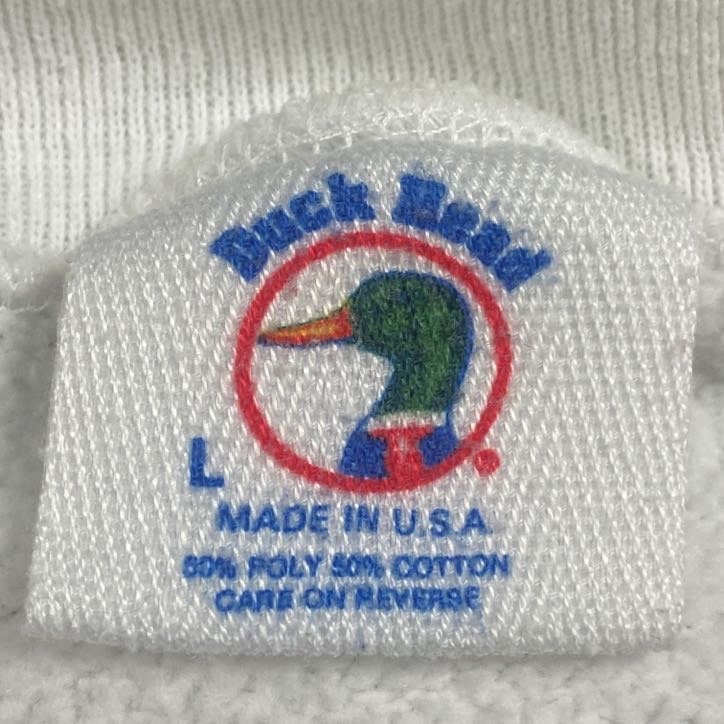 Duck Head
L
MADE IN U.S.A.
50% POLY 50% COTTON
CARE ON REVERSE